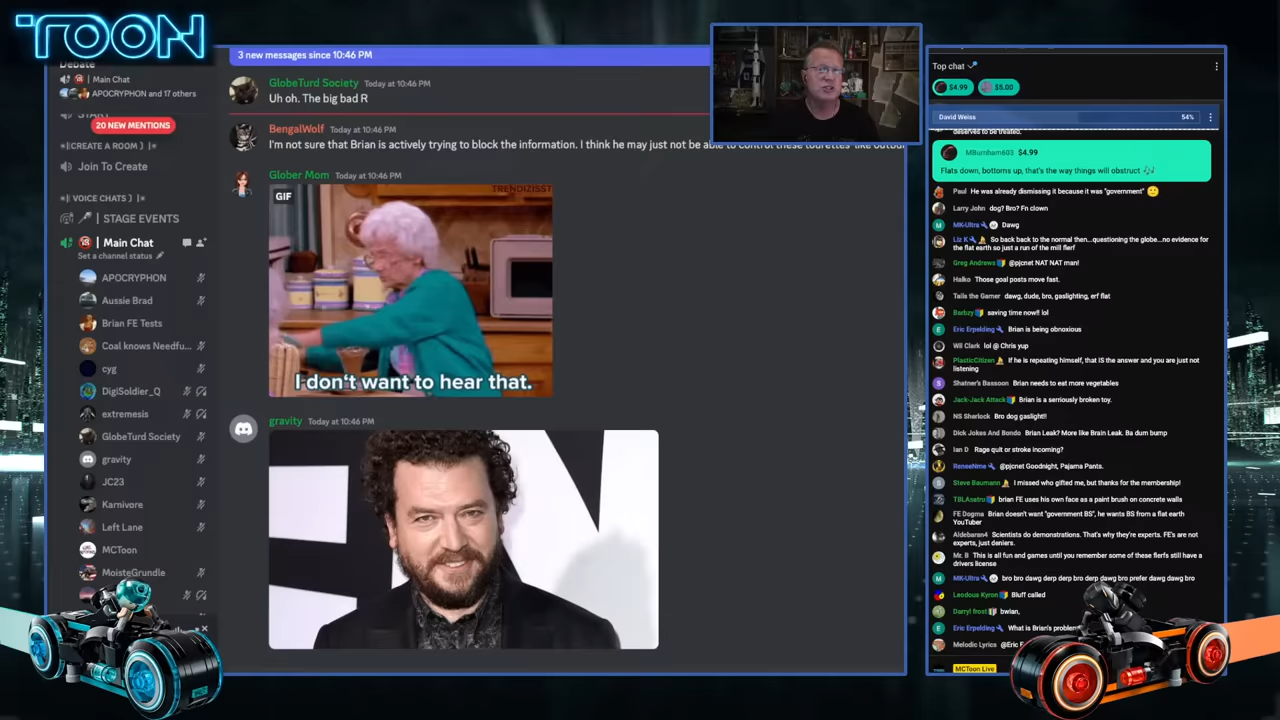 TOON
Debate
Main Chat
APOCRYPHON and 17 others
START
20 NEW MENTIONS
CREATE A ROOM
Join To Create
VOICE CHATS
STAGE EVENTS
Main Chat
Set a channel status
APOCRYPHON
Aussie Brad
Brian FE Tests
Coal knows Needfu...
cyg
DigiSoldier_Q
extremesis
GlobeTurd Society
gravity
JC23
Karnivore
Left Lane
MCToon
MoisteGrundle
3 new messages since 10:46 PM
GlobeTurd Society Today at 10:46 PM
Uh oh. The big bad R
BengalWolf Today at 10:46 PM
I'm not sure that Brian is actively trying to block the information. I think he may just not be able to control these tourettes' like outbur
Glober Mom Today at 10:46 PM
GIF
TRENDIZISST
I don't want to hear that.
gravity Today at 10:46 PM
Top chat
$4.99 $5.00
David Weiss 54%
deserves to be treated.
MBurnham603 $4.99
Flats down, bottoms up, that's the way things will obstruct 🎶
Paul He was already dismissing it because it was "government" 🙂
Larry John dog? Bro? Fn clown
MK-Ultra Dawg
Liz K So back back to the normal then...questioning the globe...no evidence for
the flat earth so just a run of the mill flerf
Greg Andrews @pjcnet NAT NAT man!
Halko Those goal posts move fast.
Tails the Gamer dawg, dude, bro, gaslighting, erf flat
Barbzy saving time now!! lol
Eric Erpelding Brian is being obnoxious
Wil Clark lol @ Chris yup
PlasticCitizen If he is repeating himself, that IS the answer and you are just not
listening
Shatner's Bassoon Brian needs to eat more vegetables
Jack-Jack Attack Brian is a serriously broken toy.
NS Sherlock Bro dog gaslight!!
Dick Jokes And Bondo Brian Leak? More like Brain Leak. Ba dum bump
Ian D Rage quit or stroke incoming?
ReneeNme @pjcnet Goodnight, Pajama Pants.
Steve Baumann I missed who gifted me, but thanks for the membership!
TBLAsatru brian FE uses his own face as a paint brush on concrete walls
FE Dogma Brian doesn't want "government BS", he wants BS from a flat earth
YouTuber
Aldebaran4 Scientists do demonstrations. That's why they're experts. FE's are not
experts, just deniers.
Mr. B This is all fun and games until you remember some of these flerfs still have a
drivers license
MK-Ultra bro bro dawg derp derp bro derp dawg bro prefer dawg dawg bro
Leodous Kyron Bluff called
Darryl frost bwian,
Eric Erpelding What is Brian's problem
Melodic Lyrics @Eric E
MCToon Live